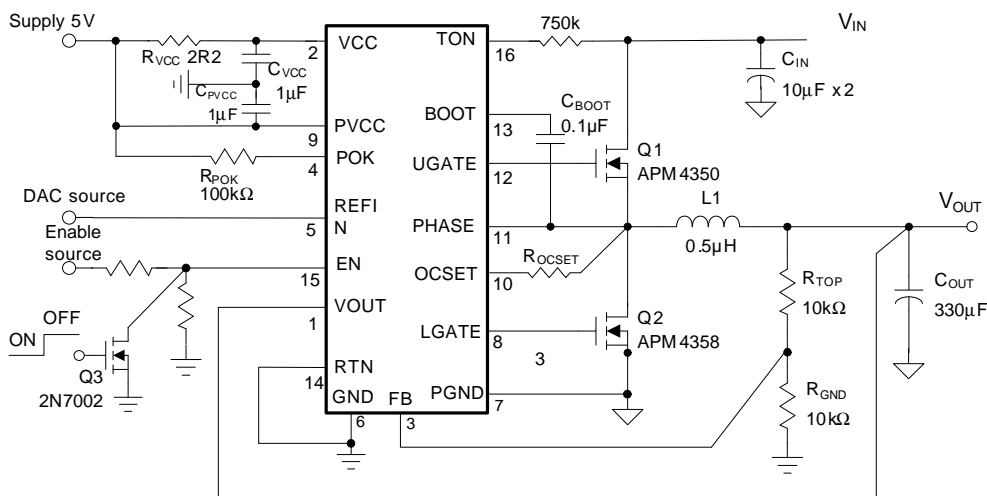 Supply 5V
RVCC 2R2
CVCC
1µF
CPVCC
1µF
2
VCC
9
PVCC
4
POK
RPOK
100kΩ
DAC source
5
REFI
N
Enable
source
15
EN
1
VOUT
14
RTN
GND
6
FB
3
ON
OFF
Q3
2N7002
TON
16
750k
VIN
CIN
10µF x2
BOOT
13
CBOOT
0.1µF
UGATE
12
Q1
APM4350
PHASE
11
L1
0.5µH
VOUT
OCSET
10
ROCSET
LGATE
8
3
Q2
APM4358
PGND
7
RTOP
10kΩ
RGND
10kΩ
COUT
330µF